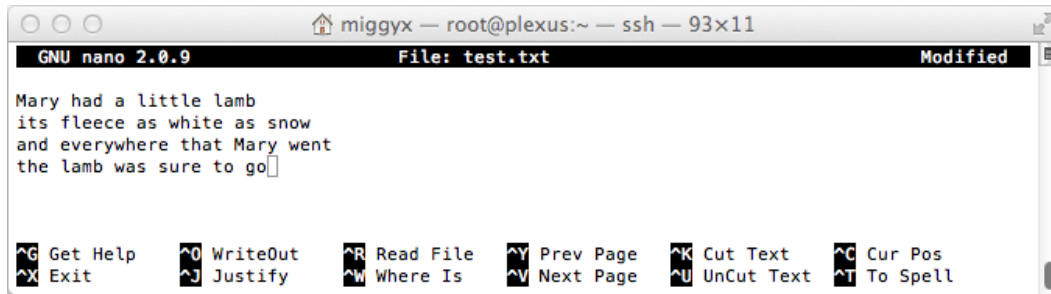 miggyx — root@plexus:~ — ssh — 93×11
GNU nano 2.0.9 File: test.txt Modified
Mary had a little lamb
its fleece as white as snow
and everywhere that Mary went
the lamb was sure to go
^G Get Help ^O WriteOut ^R Read File ^Y Prev Page ^K Cut Text ^C Cur Pos
^X Exit ^J Justify ^W Where Is ^V Next Page ^U UnCut Text ^T To Spell